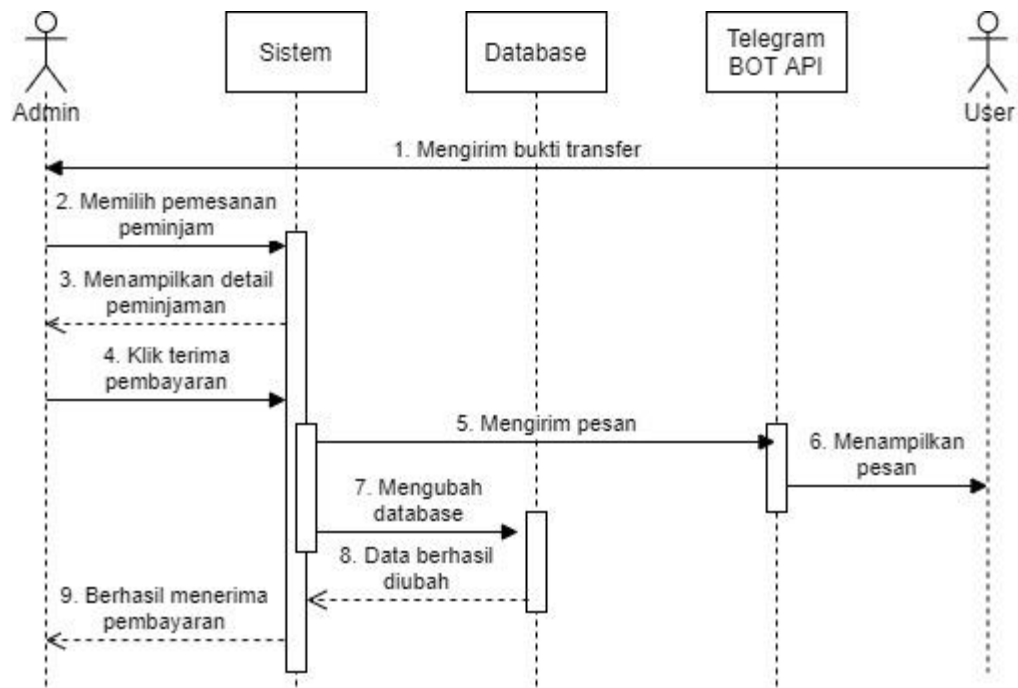 Sistem
Database
Telegram
BOT API
Admin
User
1. Mengirim bukti transfer
2. Memilih pemesanan
peminjam
3. Menampilkan detail
peminjaman
4. Klik terima
pembayaran
5. Mengirim pesan
6. Menampilkan
pesan
7. Mengubah
database
8. Data berhasil
diubah
9. Berhasil menerima
pembayaran